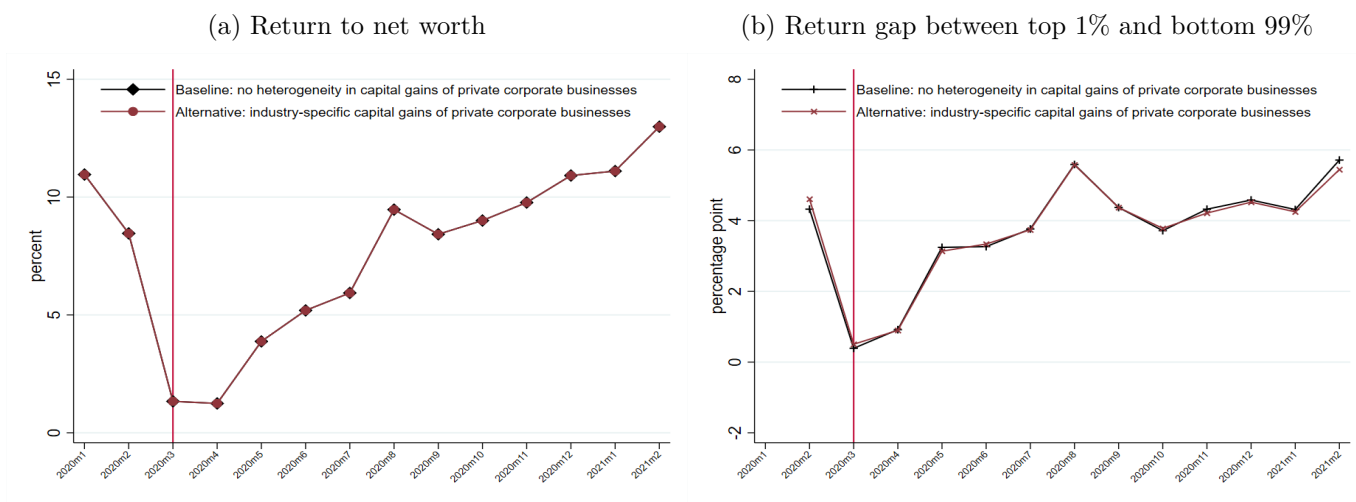 (a) Return to net worth
15
10
5
0
percent
Baseline: no heterogeneity in capital gains of private corporate businesses
Alternative: industry-specific capital gains of private corporate businesses
2020m1
2020m2
2020m3
2020m4
2020m5
2020m6
2020m7
2020m8
2020m9
2020m10
2020m11
2020m12
2021m1
2021m2
(b) Return gap between top 1% and bottom 99%
8
6
4
2
0
-2
percentage point
Baseline: no heterogeneity in capital gains of private corporate businesses
Alternative: industry-specific capital gains of private corporate businesses
2020m1
2020m2
2020m3
2020m4
2020m5
2020m6
2020m7
2020m8
2020m9
2020m10
2020m11
2020m12
2021m1
2021m2